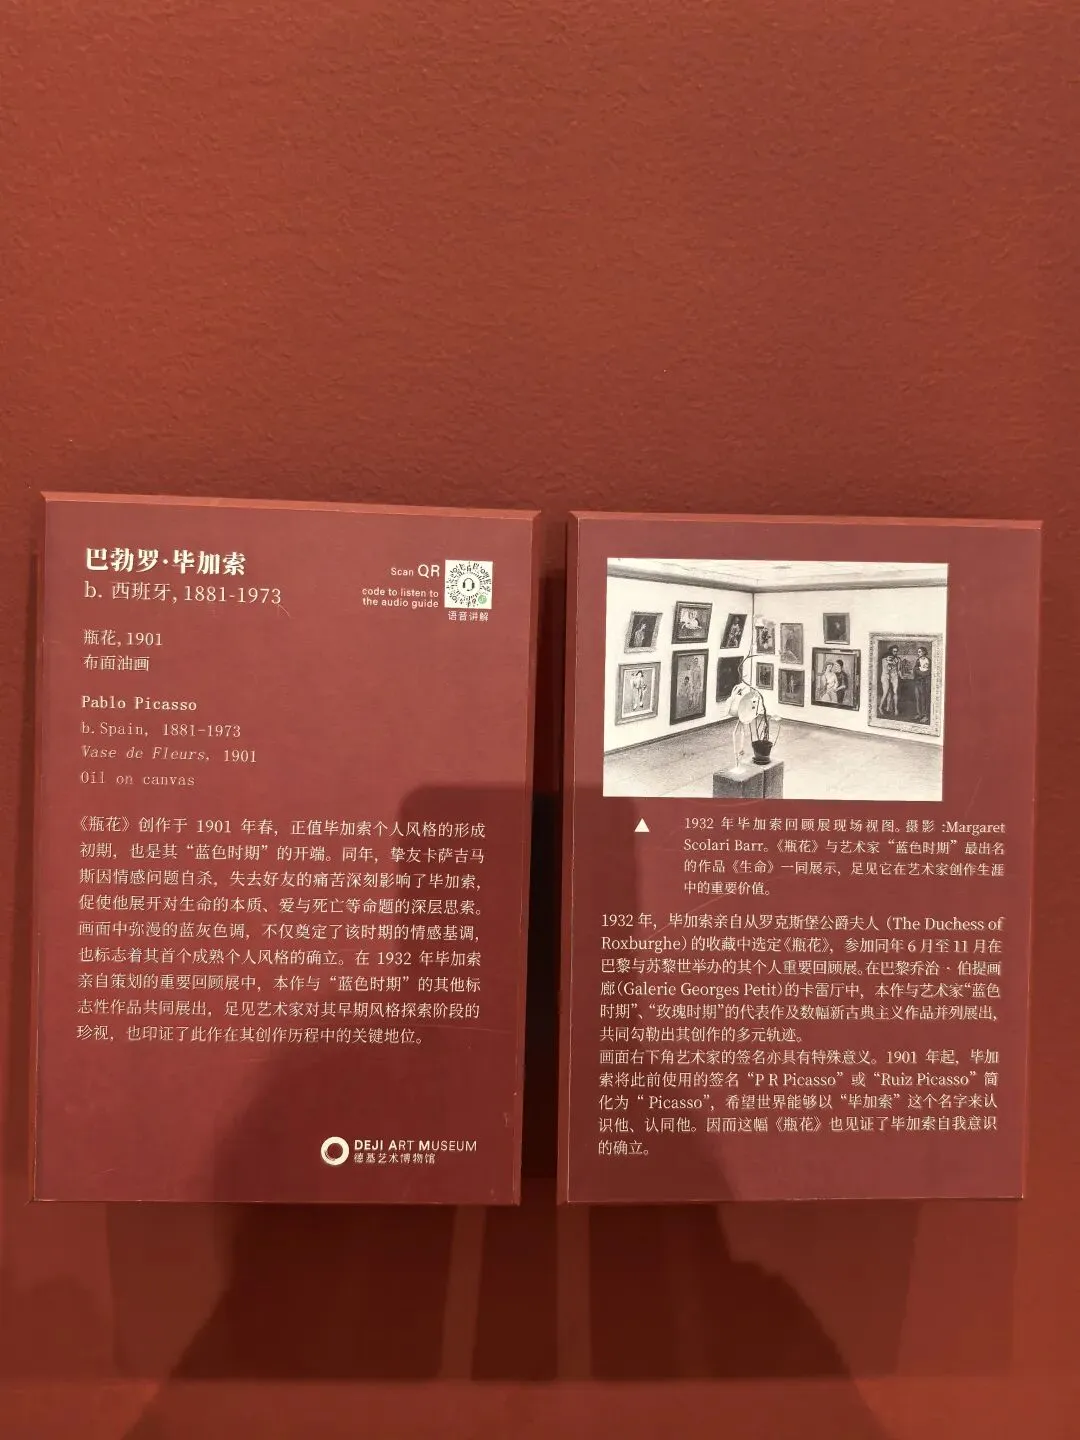 巴勃罗·毕加索
b. 西班牙, 1881-1973
Scan QR
code to listen to
the audio guide
语音讲解
瓶花, 1901
布面油画
Pablo Picasso
b. Spain, 1881-1973
Vase de Fleurs, 1901
Oil on canvas
《瓶花》创作于 1901 年春，正值毕加索个人风格的形成
初期，也是其“蓝色时期”的开端。同年，挚友卡萨吉马
斯因情感问题自杀，失去好友的痛苦深刻影响了毕加索，
促使他展开对生命的本质、爱与死亡等命题的深层思索。
画面中弥漫的蓝灰色调，不仅奠定了该时期的情感基调，
也标志着其首个成熟个人风格的确立。在 1932 年毕加索
亲自策划的重要回顾展中，本作与“蓝色时期”的其他标
志性作品共同展出，足见艺术家对其早期风格探索阶段的
珍视，也印证了此作在其创作历程中的关键地位。
DEJI ART MUSEUM
德基艺术博物馆
1932 年毕加索回顾展现场视图。摄影 :Margaret
Scolari Barr。《瓶花》与艺术家“蓝色时期”最出名
的作品《生命》一同展示，足见它在艺术家创作生涯
中的重要价值。
1932 年，毕加索亲自从罗克斯堡公爵夫人 (The Duchess of
Roxburghe) 的收藏中选定《瓶花》，参加同年 6 月至 11 月在
巴黎与苏黎世举办的其个人重要回顾展。在巴黎乔治 · 伯提画
廊(Galerie Georges Petit)的卡雷厅中，本作与艺术家“蓝色
时期”、“玫瑰时期”的代表作及数幅新古典主义作品并列展出，
共同勾勒出其创作的多元轨迹。
画面右下角艺术家的签名亦具有特殊意义。1901 年起，毕加
索将此前使用的签名“P R Picasso”或“Ruiz Picasso”简
化为“ Picasso”，希望世界能够以“毕加索”这个名字来认
识他、认同他。因而这幅《瓶花》也见证了毕加索自我意识
的确立。